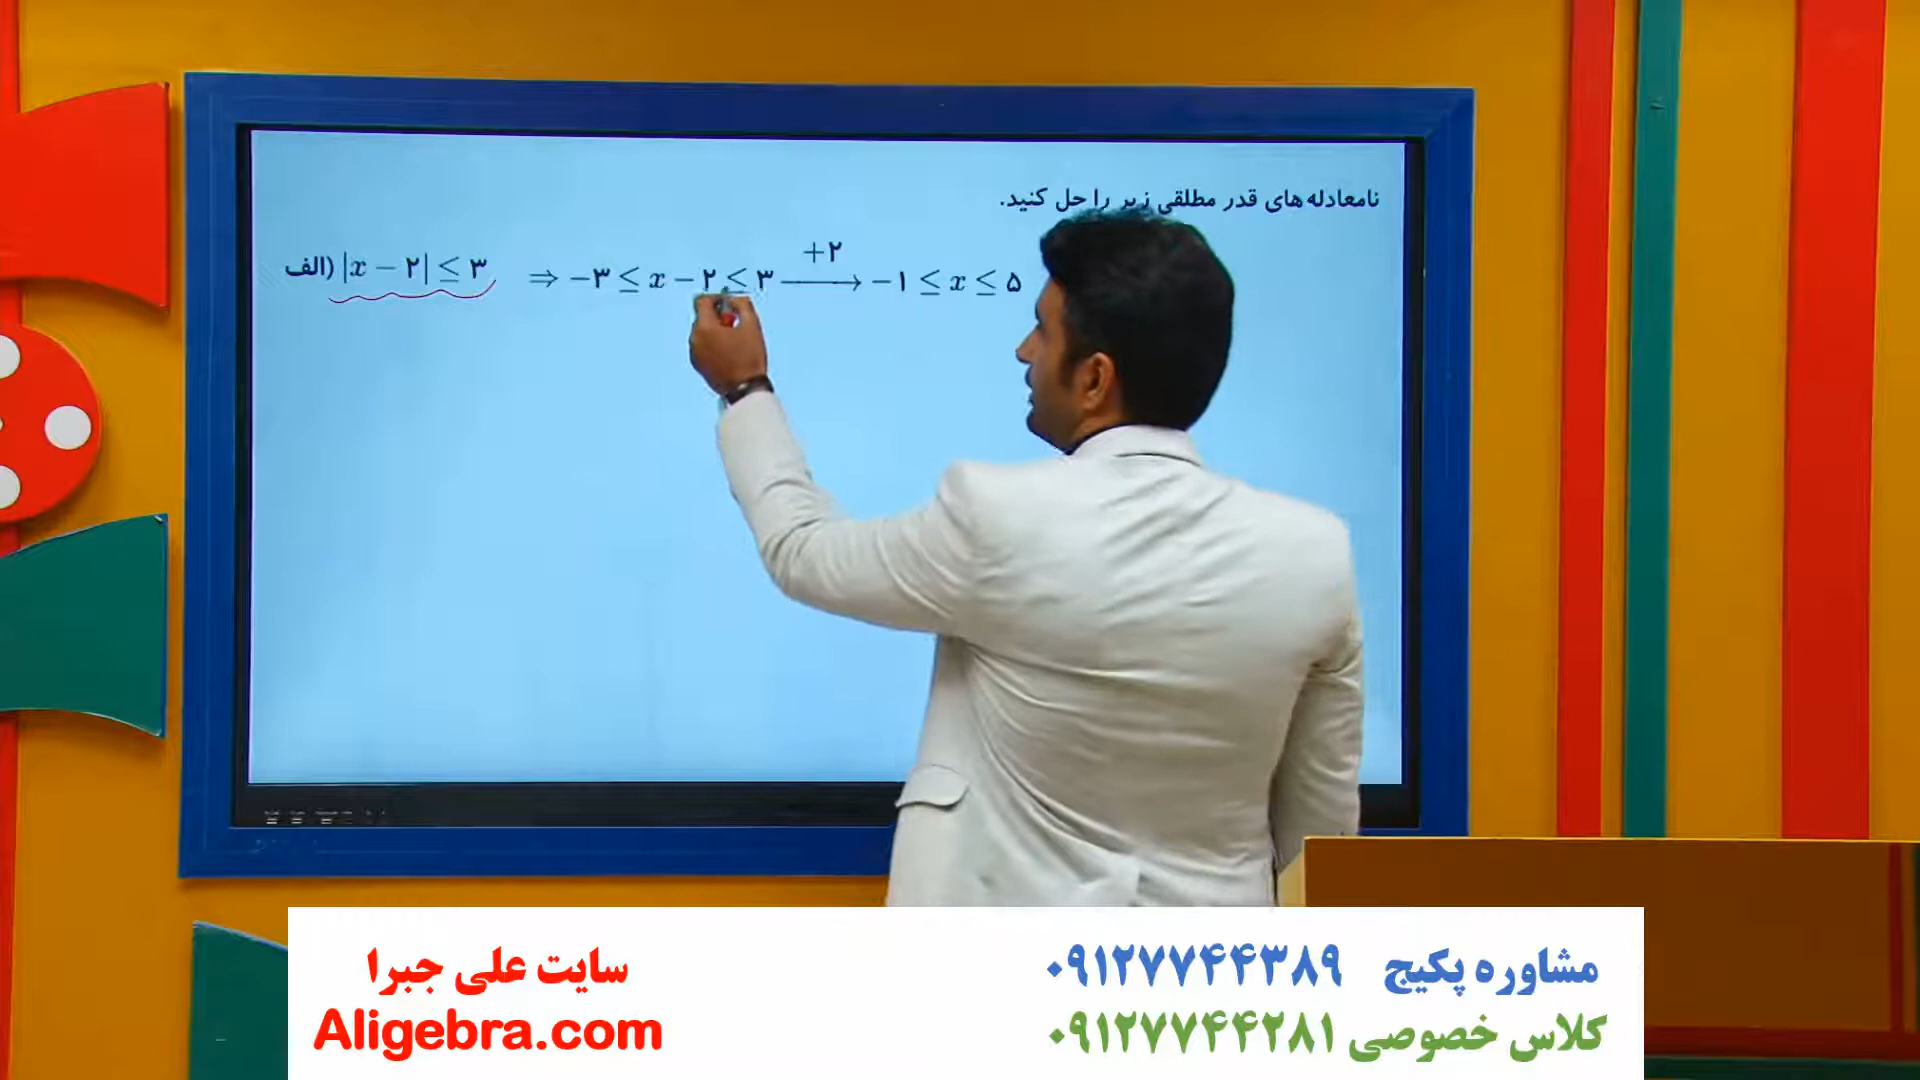 نامعادله های قدر مطلقی زیر را حل کنید.
الف) |x − ۲| ≤ ۳ ⇒ −۳ ≤ x − ۲ ≤ ۳ ⟶ −۱ ≤ x ≤ ۵
+۲
سایت علی جبرا
Aligebra.com
مشاوره پکیج ۰۹۱۲۷۷۴۴۳۸۹
کلاس خصوصی ۰۹۱۲۷۷۴۴۲۸۱